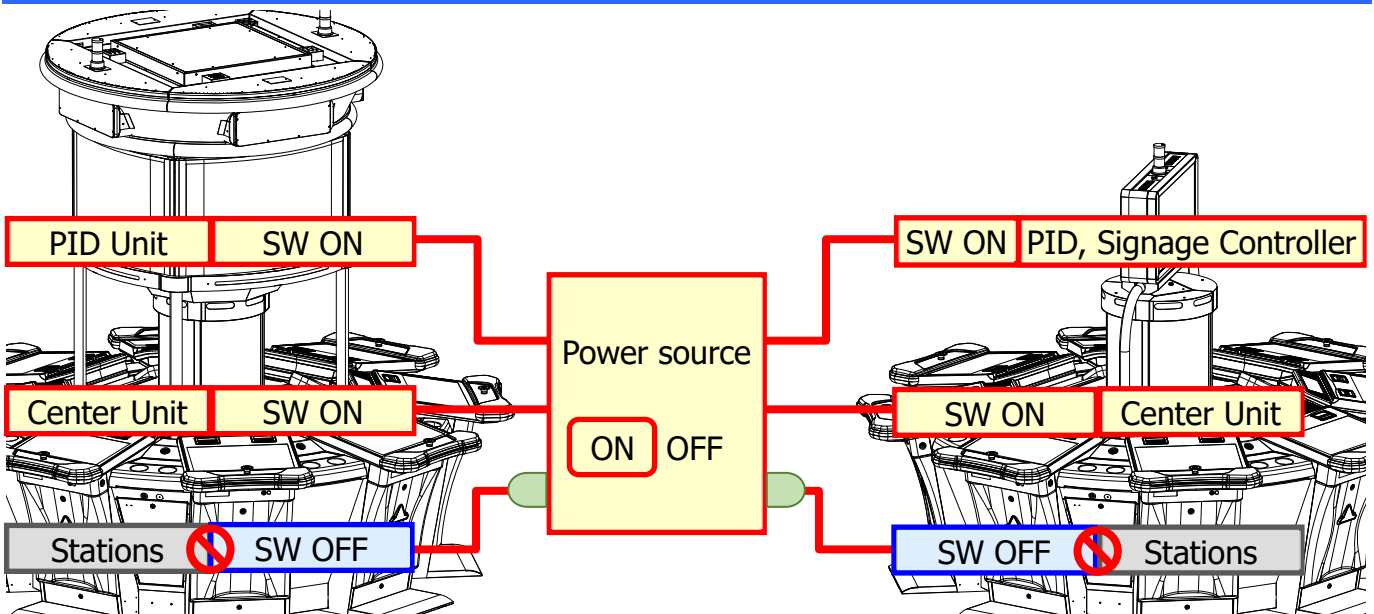 PID Unit SW ON
SW ON PID, Signage Controller
Power source
Center Unit SW ON
SW ON Center Unit
ON OFF
Stations SW OFF
SW OFF Stations